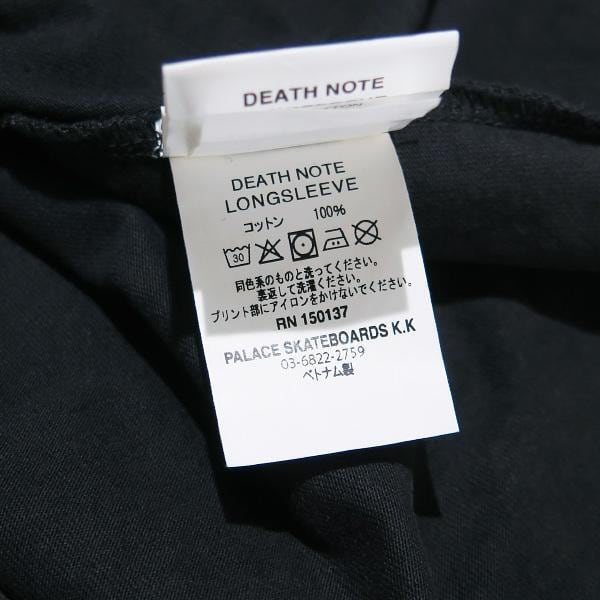 DEATH NOTE
DEATH NOTE
LONGSLEEVE
コットン 100%
30
同色系のものと洗ってください。
裏返して洗濯ください。
プリント部にアイロンをかけないでください。
RN 150137
PALACE SKATEBOARDS K.K
03-6822-2759
ベトナム製